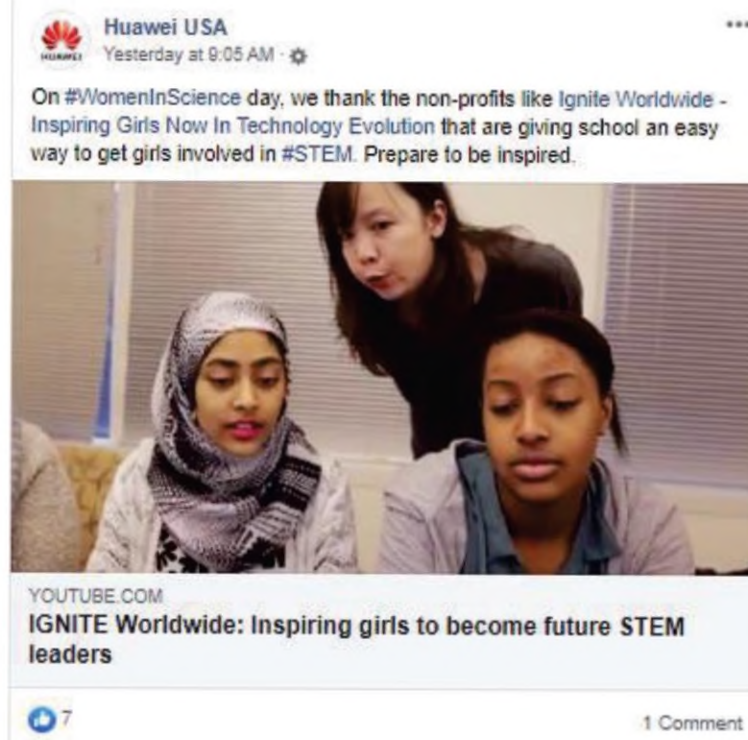 Huawei USA
HUAWEI
Yesterday at 9:05 AM ·
On #WomenInScience day, we thank the non-profits like Ignite Worldwide -
Inspiring Girls Now In Technology Evolution that are giving school an easy
way to get girls involved in #STEM. Prepare to be inspired.
YOUTUBE.COM
IGNITE Worldwide: Inspiring girls to become future STEM
leaders
7
1 Comment